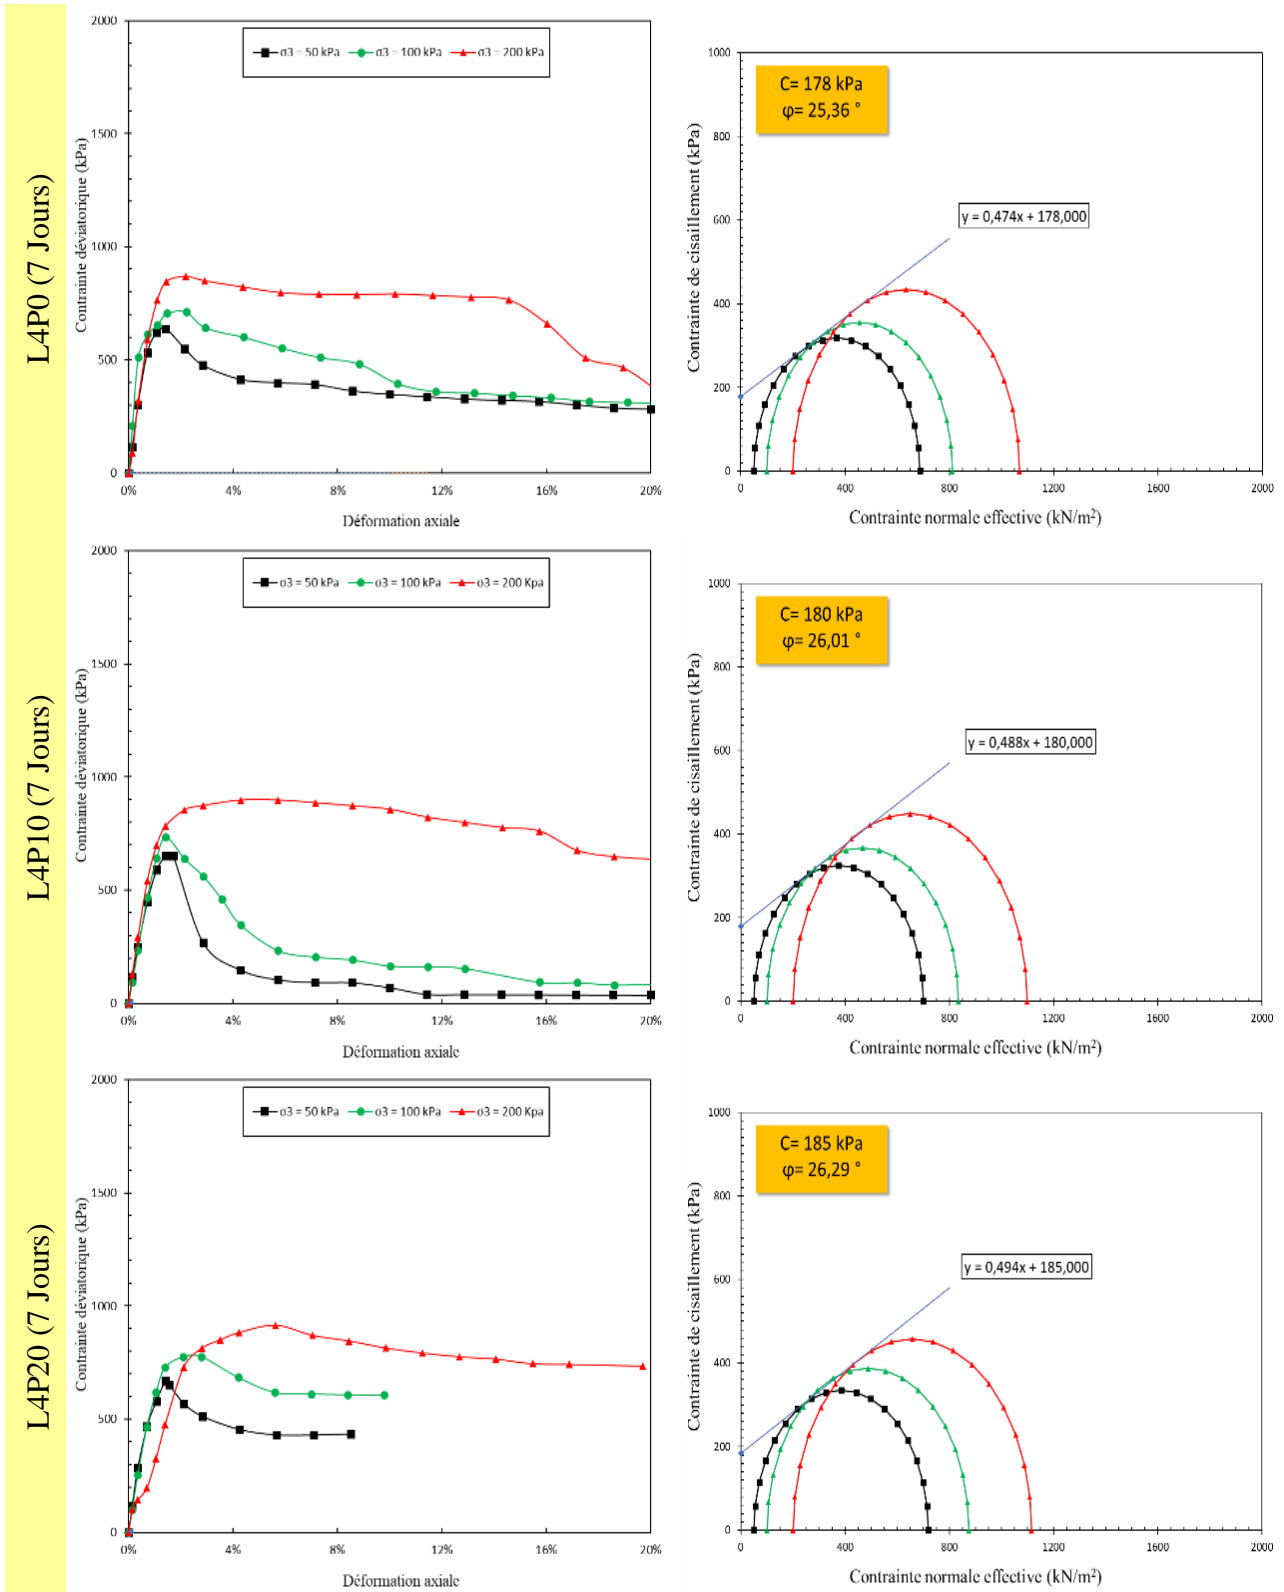 L4P0 (7 Jours)
2000
1500
1000
500
0
Contrainte déviatorique (kPa)
σ3 = 50 kPa σ3 = 100 kPa σ3 = 200 kPa
0% 4% 8% 12% 16% 20%
Déformation axiale
1000
800
600
400
200
0
Contrainte de cisaillement (kPa)
C= 178 kPa
φ= 25,36 °
y = 0,474x + 178,000
0 400 800 1200 1600 2000
Contrainte normale effective (kN/m²)
L4P10 (7 Jours)
2000
1500
1000
500
0
Contrainte déviatorique (kPa)
σ3 = 50 kPa σ3 = 100 kPa σ3 = 200 Kpa
0% 4% 8% 12% 16% 20%
Déformation axiale
1000
800
600
400
200
0
Contrainte de cisaillement (kPa)
C= 180 kPa
φ= 26,01 °
y = 0,488x + 180,000
0 400 800 1200 1600 2000
Contrainte normale effective (kN/m²)
L4P20 (7 Jours)
2000
1500
1000
500
0
Contrainte déviatorique (kPa)
σ3 = 50 kPa σ3 = 100 kPa σ3 = 200 Kpa
0% 4% 8% 12% 16% 20%
Déformation axiale
1000
800
600
400
200
0
Contrainte de cisaillement (kPa)
C= 185 kPa
φ= 26,29 °
y = 0,494x + 185,000
0 400 800 1200 1600 2000
Contrainte normale effective (kN/m²)